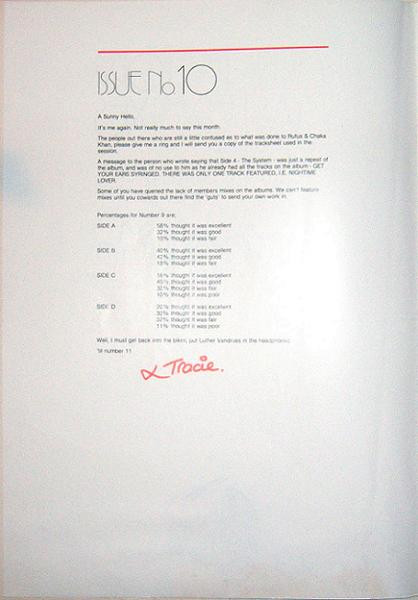 ISSUE No 10
A Sunny Hello,
It's me again. Not really much to say this month.
The people out there who are still a little confused as to what was done to Rufus & Chaka
Khan, please give me a ring and I will send you a copy of the tracksheet used in the
session.
A message to the person who wrote saying that Side 4 - The System - was just a repeat of
the album, and was of no use to him as he already had all the tracks on the album - GET
YOUR EARS SYRINGED. THERE WAS ONLY ONE TRACK FEATURED, I.E. NIGHTIME
LOVER.
Some of you have queried the lack of members mixes on the albums. We can't feature
mixes until you cowards out there find the 'guts' to send your own work in.
Percentages for Number 9 are;
SIDE A 58% thought it was excellent
32% thought it was good
10% thought it was fair
SIDE B 40% thought it was excellent
42% thought it was good
18% thought it was fair
SIDE C thought it was excellent
thought it was good
thought it was fair
10% thought it was poor
SIDE D thought it was excellent
thought it was good
thought it was fair
11% thought it was poor
Well, I must get back into the bikini, put Luther Vandross in the headphones
'til number 11
Tracie.